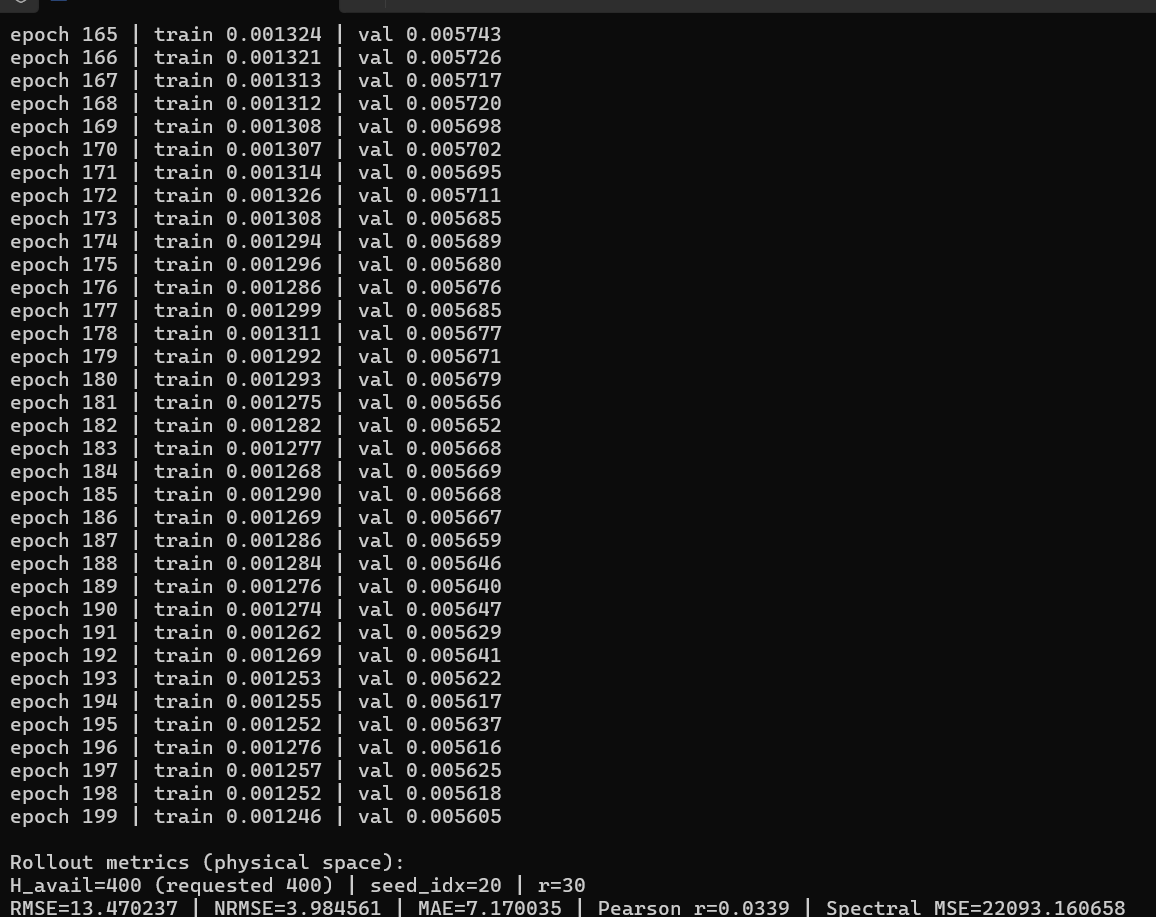 epoch 165 | train 0.001324 | val 0.005743
epoch 166 | train 0.001321 | val 0.005726
epoch 167 | train 0.001313 | val 0.005717
epoch 168 | train 0.001312 | val 0.005720
epoch 169 | train 0.001308 | val 0.005698
epoch 170 | train 0.001307 | val 0.005702
epoch 171 | train 0.001314 | val 0.005695
epoch 172 | train 0.001326 | val 0.005711
epoch 173 | train 0.001308 | val 0.005685
epoch 174 | train 0.001294 | val 0.005689
epoch 175 | train 0.001296 | val 0.005680
epoch 176 | train 0.001286 | val 0.005676
epoch 177 | train 0.001299 | val 0.005685
epoch 178 | train 0.001311 | val 0.005677
epoch 179 | train 0.001292 | val 0.005671
epoch 180 | train 0.001293 | val 0.005679
epoch 181 | train 0.001275 | val 0.005656
epoch 182 | train 0.001282 | val 0.005652
epoch 183 | train 0.001277 | val 0.005668
epoch 184 | train 0.001268 | val 0.005669
epoch 185 | train 0.001290 | val 0.005668
epoch 186 | train 0.001269 | val 0.005667
epoch 187 | train 0.001286 | val 0.005659
epoch 188 | train 0.001284 | val 0.005646
epoch 189 | train 0.001276 | val 0.005640
epoch 190 | train 0.001274 | val 0.005647
epoch 191 | train 0.001262 | val 0.005629
epoch 192 | train 0.001269 | val 0.005641
epoch 193 | train 0.001253 | val 0.005622
epoch 194 | train 0.001255 | val 0.005617
epoch 195 | train 0.001252 | val 0.005637
epoch 196 | train 0.001276 | val 0.005616
epoch 197 | train 0.001257 | val 0.005625
epoch 198 | train 0.001252 | val 0.005618
epoch 199 | train 0.001246 | val 0.005605
Rollout metrics (physical space):
H_avail=400 (requested 400) | seed_idx=20 | r=30
RMSE=13.470237 | NRMSE=3.984561 | MAE=7.170035 | Pearson r=0.0339 | Spectral MSE=22093.160658